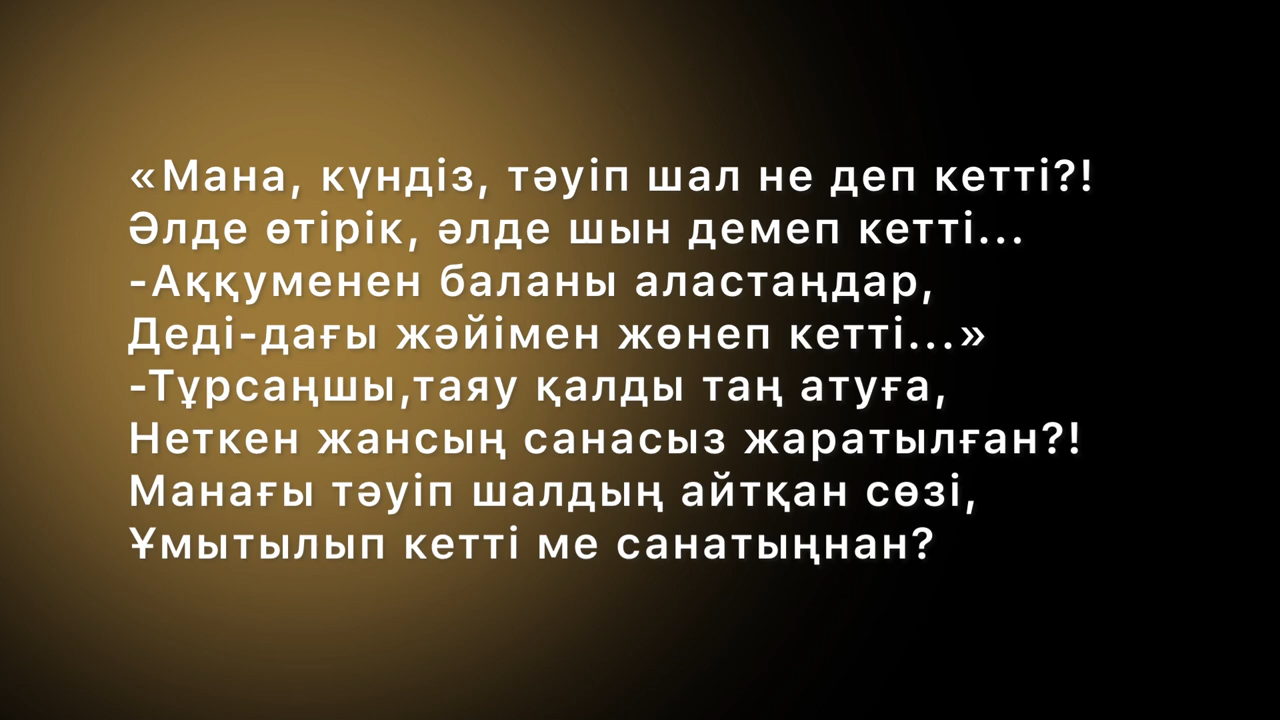 «Мана, күндіз, тәуіп шал не деп кетті?!
Әлде өтірік, әлде шын демеп кетті...
-Аққуменен баланы аластаңдар,
Деді-дағы жәйімен жөнеп кетті...»
-Тұрсаңшы,таяу қалды таң атуға,
Неткен жансың санасыз жаратылған?!
Манағы тәуіп шалдың айтқан сөзі,
Ұмытылып кетті ме санатыңнан?